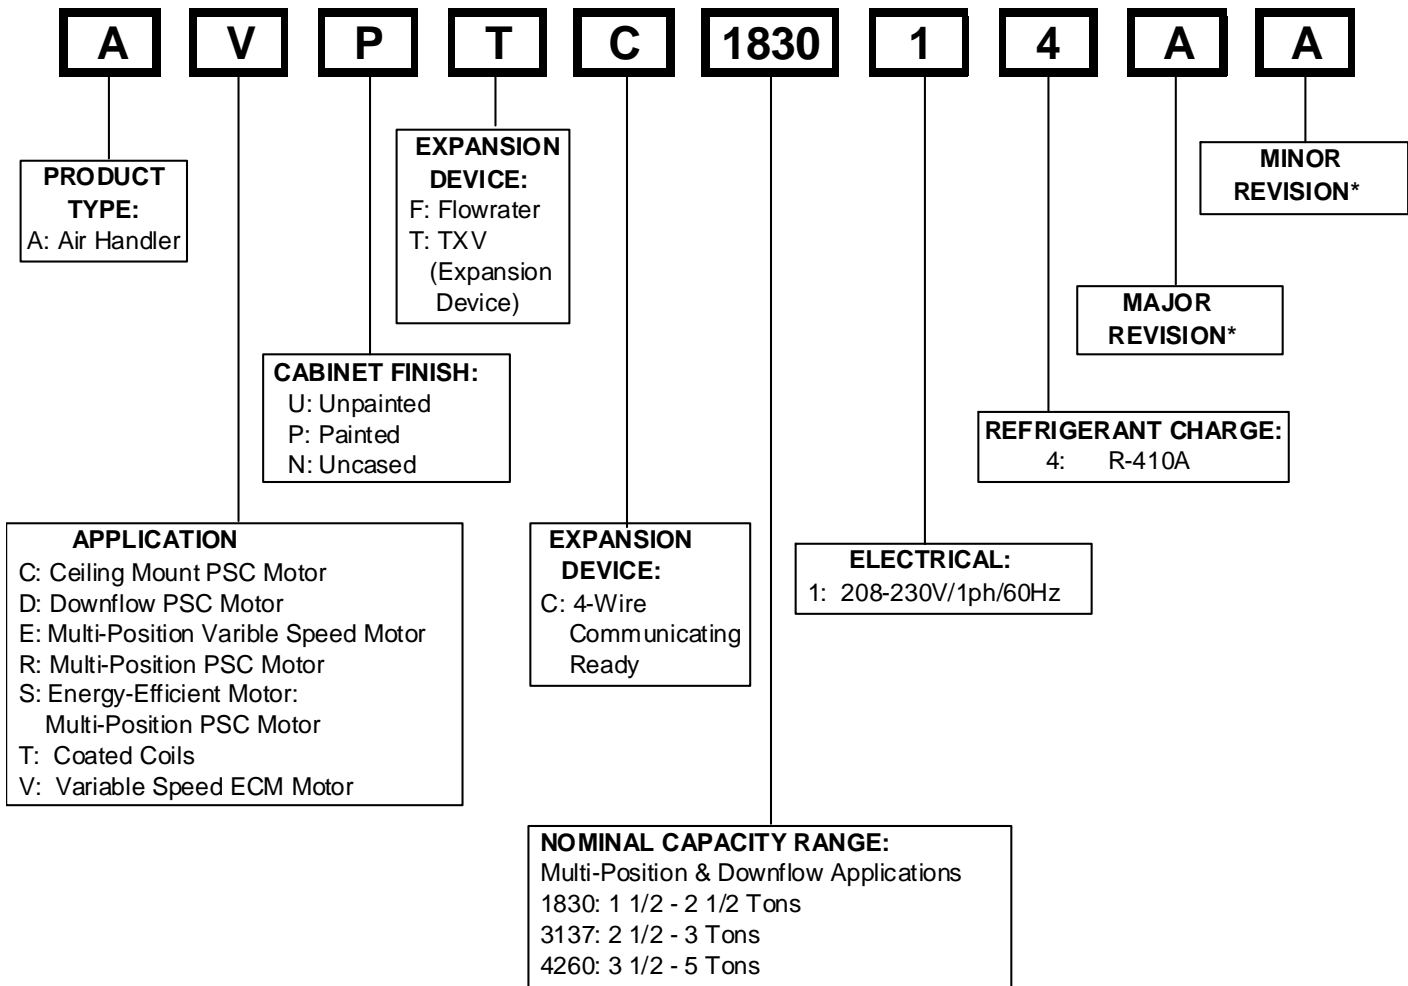 A V P T C 1830 1 4 A A
PRODUCT
TYPE:
A: Air Handler
EXPANSION
DEVICE:
F: Flowrater
T: TXV
(Expansion
Device)
MINOR
REVISION*
MAJOR
REVISION*
CABINET FINISH:
U: Unpainted
P: Painted
N: Uncased
REFRIGERANT CHARGE:
4: R-410A
APPLICATION
C: Ceiling Mount PSC Motor
D: Downflow PSC Motor
E: Multi-Position Varible Speed Motor
R: Multi-Position PSC Motor
S: Energy-Efficient Motor:
Multi-Position PSC Motor
T: Coated Coils
V: Variable Speed ECM Motor
EXPANSION
DEVICE:
C: 4-Wire
Communicating
Ready
ELECTRICAL:
1: 208-230V/1ph/60Hz
NOMINAL CAPACITY RANGE:
Multi-Position & Downflow Applications
1830: 1 1/2 - 2 1/2 Tons
3137: 2 1/2 - 3 Tons
4260: 3 1/2 - 5 Tons